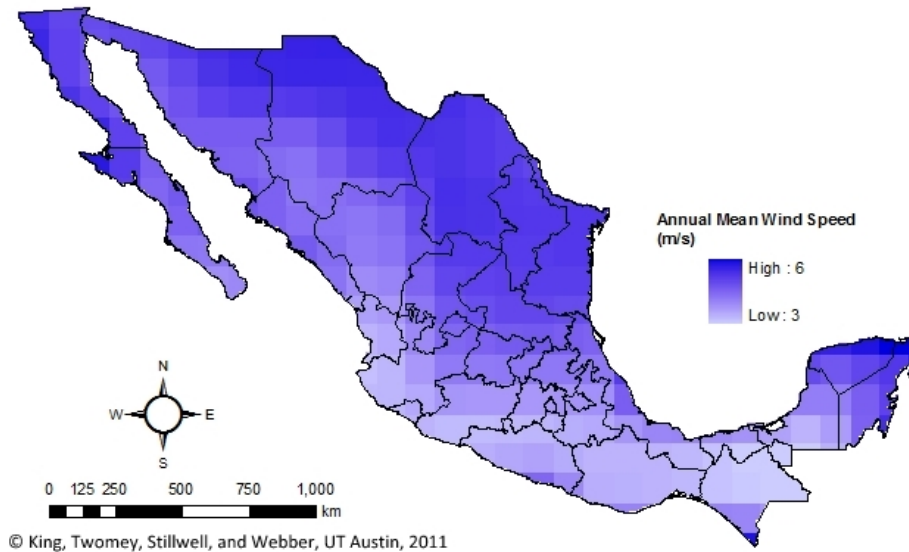 Annual Mean Wind Speed
(m/s)
High : 6
Low : 3
N
W E
S
0 125 250 500 750 1,000
km
© King, Twomey, Stillwell, and Webber, UT Austin, 2011